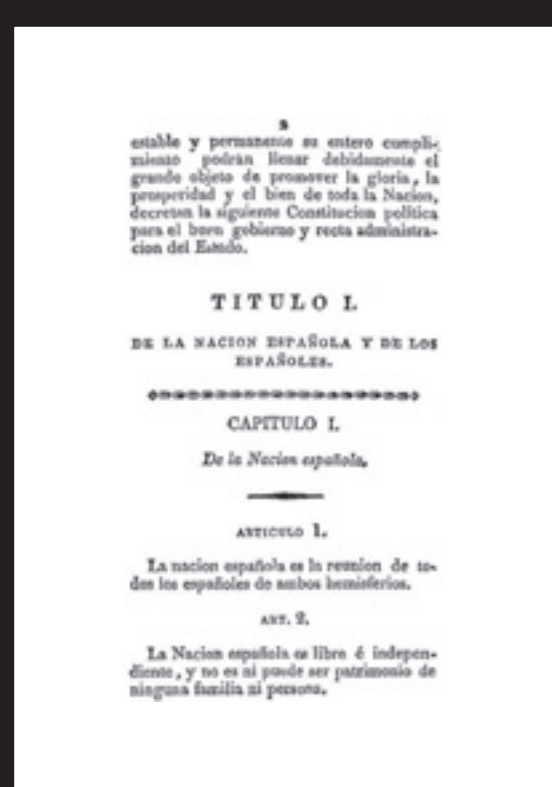 2
estable y permanente su entero cumpli-
miento podrán llenar debidamente el
grande objeto de promover la gloria, la
prosperidad y el bien de toda la Nacion,
decretan la siguiente Constitucion política
para el buen gobierno y recta administra-
cion del Estado.
TITULO I.
DE LA NACION ESPAÑOLA Y DE LOS
ESPAÑOLES.
CAPITULO I.
De la Nacion española.
ARTICULO 1.
La nacion española es la reunion de to-
dos los españoles de ambos hemisferios.
ART. 2.
La Nacion española es libre é indepen-
diente, y no es ni puede ser patrimonio de
ninguna familia ni persona.